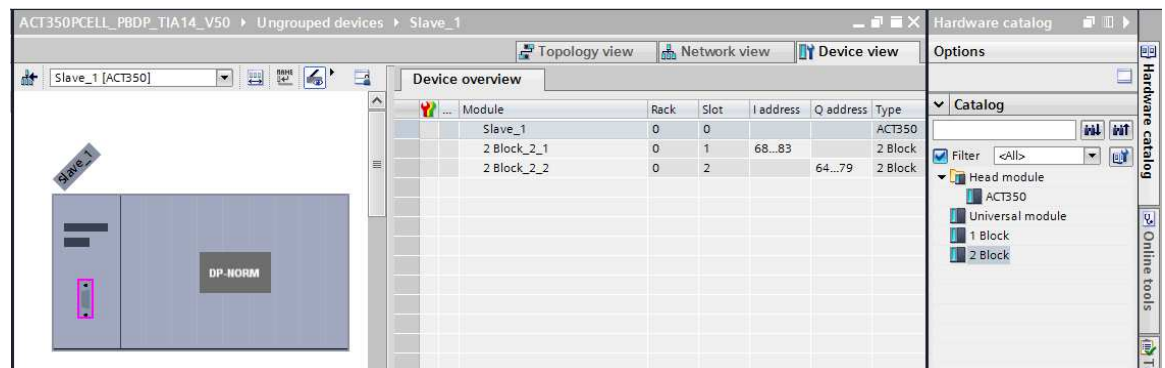 ACT350PCELL_PBDP_TIA14_V50 ▸ Ungrouped devices ▸ Slave_1
Topology view Network view Device view
Slave_1 [ACT350]
Slave_1
DP-NORM
Device overview
... Module Rack Slot I address Q address Type
Slave_1 0 0 ACT350
2 Block_2_1 0 1 68...83 2 Block
2 Block_2_2 0 2 64...79 2 Block
Hardware catalog
Options
Catalog
Filter <All>
Head module
ACT350
Universal module
1 Block
2 Block
Hardware catalog
Online tools